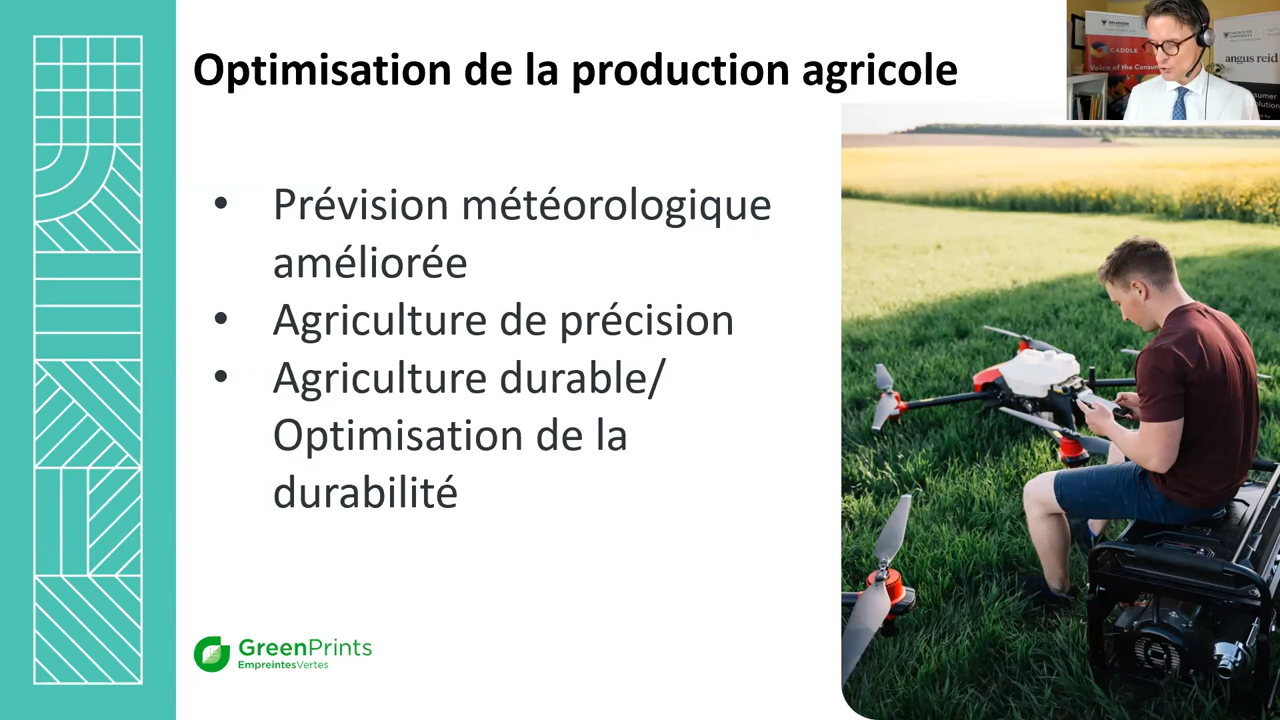 Optimisation de la production agricole
• Prévision météorologique
améliorée
• Agriculture de précision
• Agriculture durable/
Optimisation de la
durabilité
GreenPrints
EmpreintesVertes
CADDLE
Voice of the Consum
angus reid